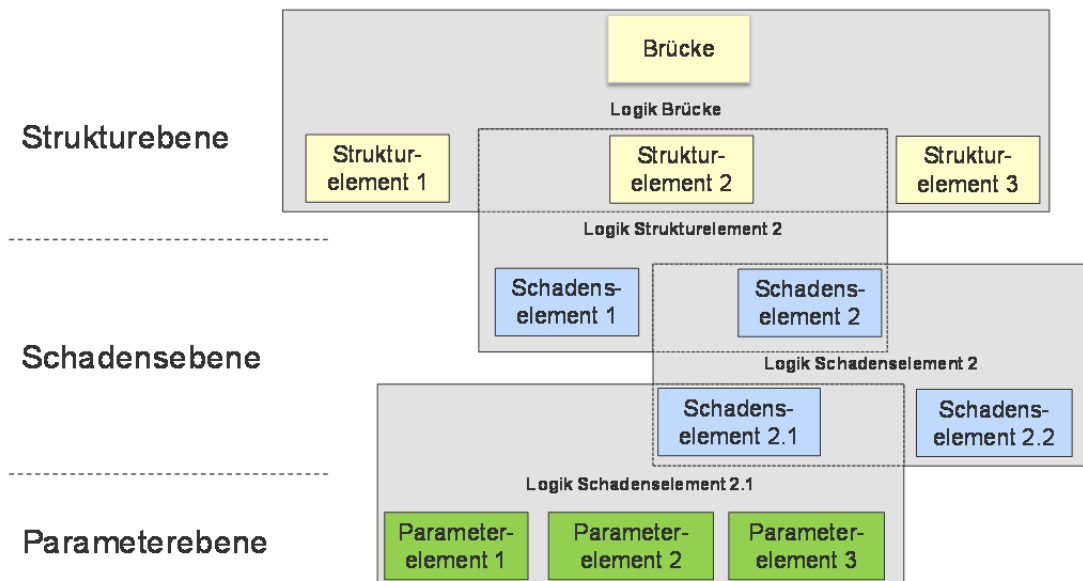 Brücke
Logik Brücke
Strukturebene
Struktur-
element 1
Struktur-
element 2
Struktur-
element 3
Logik Strukturelement 2
Schadens-
element 1
Schadens-
element 2
Schadensebene
Logik Schadenselement 2
Schadens-
element 2.1
Schadens-
element 2.2
Logik Schadenselement 2.1
Parameterebene
Parameter-
element 1
Parameter-
element 2
Parameter-
element 3